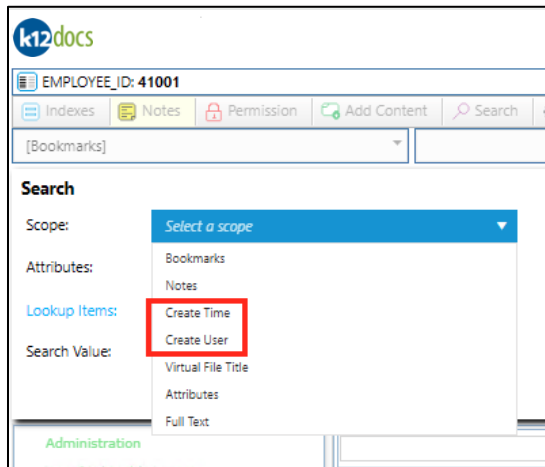 k12docs
EMPLOYEE_ID: 41001
Indexes Notes Permission Add Content Search
[Bookmarks]
Search
Scope: Select a scope
Bookmarks
Attributes:
Notes
Lookup Items: Create Time
Create User
Search Value:
Virtual File Title
Attributes
Full Text
Administration